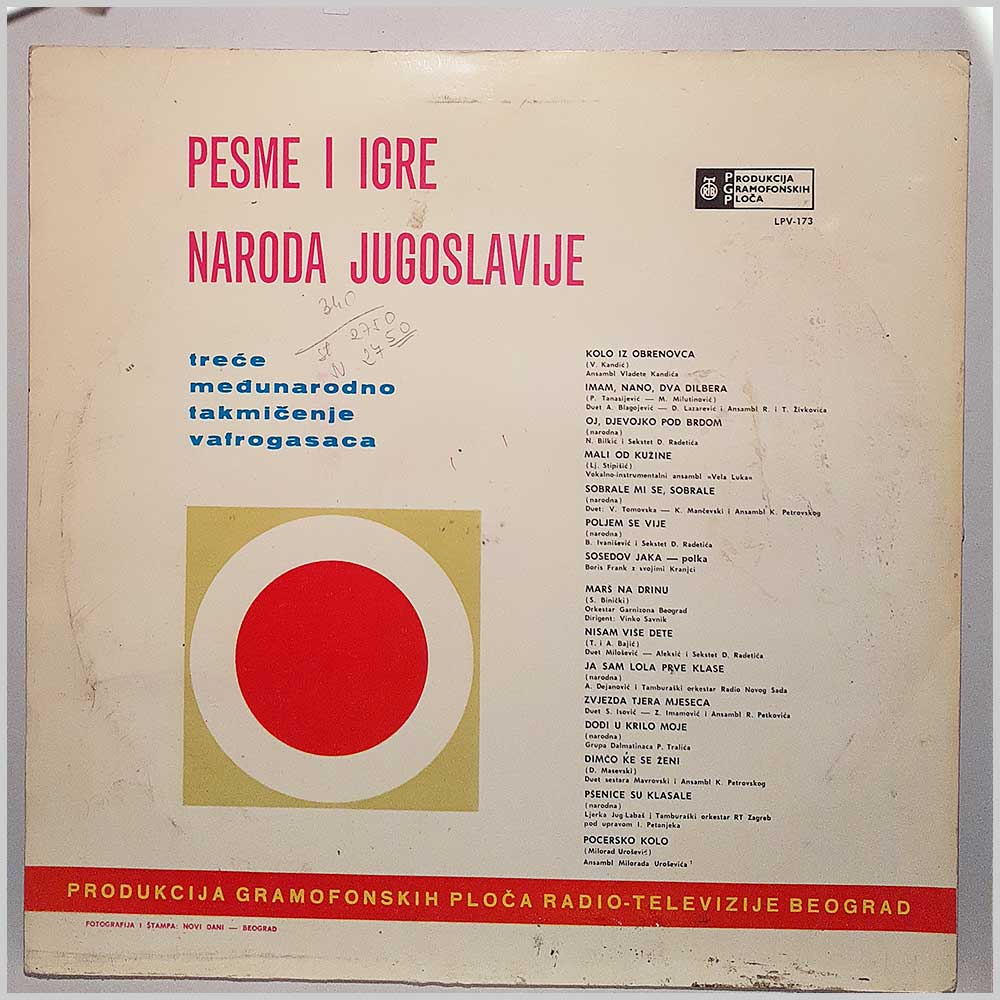 PESME I IGRE
NARODA JUGOSLAVIJE
PGP PRODUKCIJA GRAMOFONSKIH PLOČA
RTB
LPV-173
340
st 2750
N 2750
treće
međunarodno
takmičenje
vatrogasaca
KOLO IZ OBRENOVCA
(V. Kandić)
Ansambl Vladete Kandića
IMAM, NANO, DVA DILBERA
(P. Tanasijević — M. Milutinović)
Duet A. Blagojević — D. Lazarević i Ansambl R. i T. Živkovića
OJ, DJEVOJKO POD BRDOM
(narodna)
N. Bilkić i Sekstet D. Radetića
MALI OD KUŽINE
(Lj. Stipišić)
Vokalno-instrumentalni ansambl »Vela Luka«
SOBRALE MI SE, SOBRALE
(narodna)
Duet: V. Tomovska — K. Mančevski i Ansambl K. Petrovskog
POLJEM SE VIJE
(narodna)
B. Ivanišević i Sekstet D. Radetića
SOSEDOV JAKA — polka
Boris Frank z svojimi Kranjci
MARŠ NA DRINU
(S. Binički)
Orkestar Garnizona Beograd
Dirigent: Vinko Savnik
NISAM VIŠE DETE
(T. i A. Bajić)
Duet Milošević — Aleksić i Sekstet D. Radetića
JA SAM LOLA PRVE KLASE
(narodna)
A. Dejanović i Tamburaški orkestar Radio Novog Sada
ZVJEZDA TJERA MJESECA
Duet S. Isović — Z. Imamović i Ansambl R. Petkovića
DOĐI U KRILO MOJE
(narodna)
Grupa Dalmatinaca P. Tralića
DIMČO ḰE SE ŽENI
(D. Masevski)
Duet sestara Mavrovski i Ansambl K. Petrovskog
PŠENICE SU KLASALE
(narodna)
Ljerka Jug Labaš i Tamburaški orkestar RT Zagreb
pod upravom I. Petanjeka
POCERSKO KOLO
(Milorad Urošević)
Ansambl Milorada Uroševića
PRODUKCIJA GRAMOFONSKIH PLOČA RADIO-TELEVIZIJE BEOGRAD
FOTOGRAFIJA I ŠTAMPA: NOVI DANI — BEOGRAD